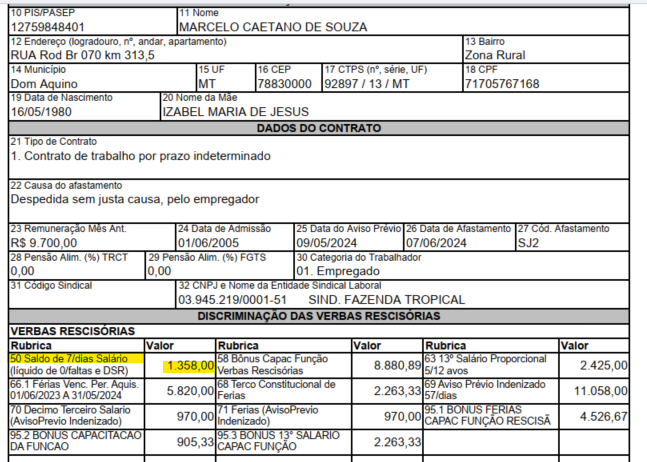 10 PIS/PASEP 11 Nome
12759848401 MARCELO CAETANO DE SOUZA
12 Endereço (logradouro, nº, andar, apartamento) 13 Bairro
RUA Rod Br 070 km 313,5 Zona Rural
14 Município 15 UF 16 CEP 17 CTPS (nº, série, UF) 18 CPF
Dom Aquino MT 78830000 92897 / 13 / MT 71705767168
19 Data de Nascimento 20 Nome da Mãe
16/05/1980 IZABEL MARIA DE JESUS
DADOS DO CONTRATO
21 Tipo de Contrato
1. Contrato de trabalho por prazo indeterminado
22 Causa do afastamento
Despedida sem justa causa, pelo empregador
23 Remuneração Mês Ant. 24 Data de Admissão 25 Data do Aviso Prévio 26 Data de Afastamento 27 Cód. Afastamento
R$ 9.700,00 01/06/2005 09/05/2024 07/06/2024 SJ2
28 Pensão Alim. (%) TRCT 29 Pensão Alim. (%) FGTS 30 Categoria do Trabalhador
0,00 0,00 01. Empregado
31 Código Sindical 32 CNPJ e Nome da Entidade Sindical Laboral
03.945.219/0001-51 SIND. FAZENDA TROPICAL
DISCRIMINAÇÃO DAS VERBAS RESCISÓRIAS
VERBAS RESCISÓRIAS
Rubrica Valor Rubrica Valor Rubrica Valor
50 Saldo de 7/dias Salário 58 Bônus Capac Função 63 13º Salário Proporcional
(líquido de 0/faltas e DSR) 1.358,00 Verbas Rescisórias 8.880,89 5/12 avos 2.425,00
66.1 Férias Venc. Per. Aquis. 68 Terco Constitucional de 69 Aviso Prévio Indenizado
01/06/2023 A 31/05/2024 5.820,00 Ferias 2.263,33 57/dias 11.058,00
70 Decimo Terceiro Salario 71 Ferias (AvisoPrevio 95.1 BONUS FERIAS
(AvisoPrevio Indenizado) 970,00 Indenizado) 970,00 CAPAC FUNÇÃO RESCISÃ 4.526,67
95.2 BONUS CAPACITACAO 95.3 BONUS 13º SALARIO
DA FUNCAO 905,33 CAPAC FUNÇÃO 2.263,33